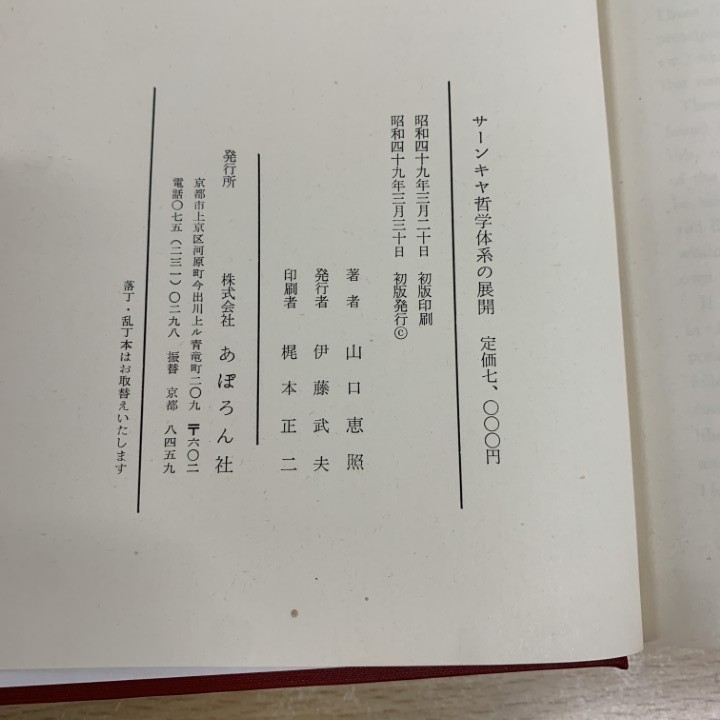 サーンキヤ哲学体系の展開　定価七、〇〇〇円
昭和四十九年三月二十日　初版印刷
昭和四十九年三月三十日　初版発行©
著者　山口恵照
発行者　伊藤武夫
印刷者　梶本正二
発行所　株式会社　あぽろん社
京都市上京区河原町今出川上ル青竜町二〇九　〒六〇二
電話〇七五（二三一）〇二九八　振替　京都　八四五九
落丁・乱丁本はお取替えいたします